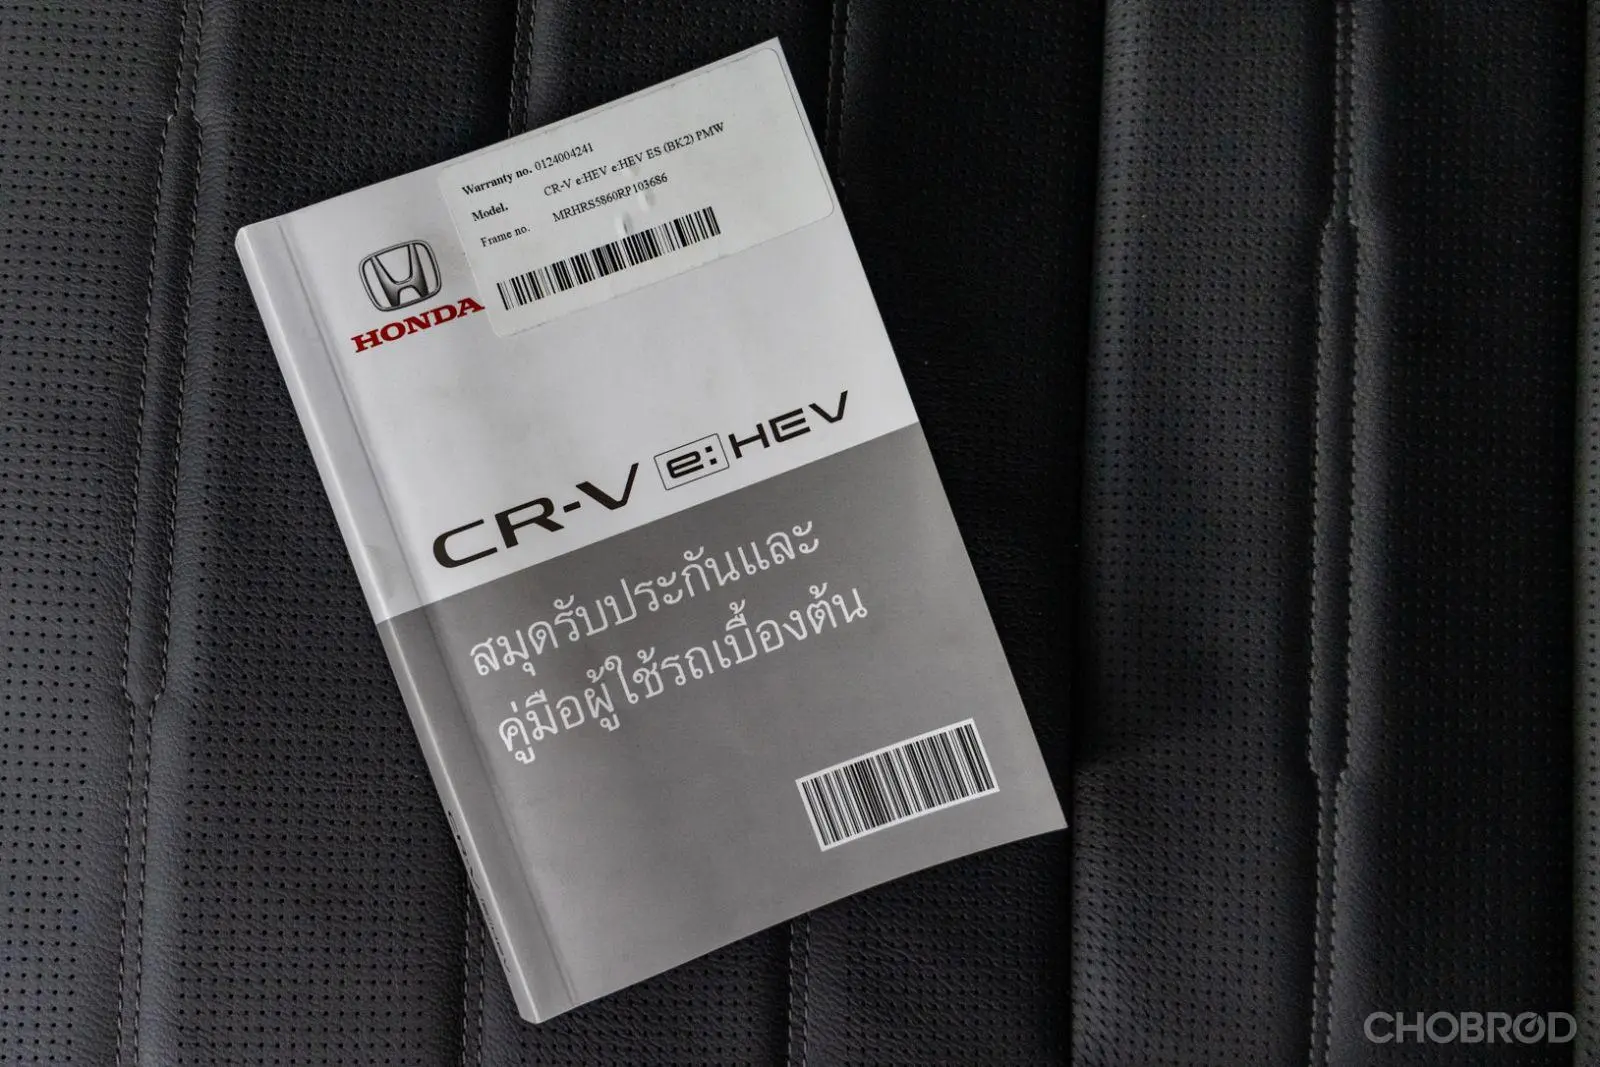 Warranty no. 0124004241
Model. CR-V e:HEV e:HEV ES (BK2) PMW
Frame no. MRHRS5860RP103686
HONDA
CR-V e:HEV
สมุดรับประกันและ
คู่มือผู้ใช้รถเบื้องต้น
CHOBROD